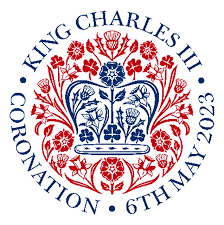 KING CHARLES III
CORONATION • 6TH MAY 2023